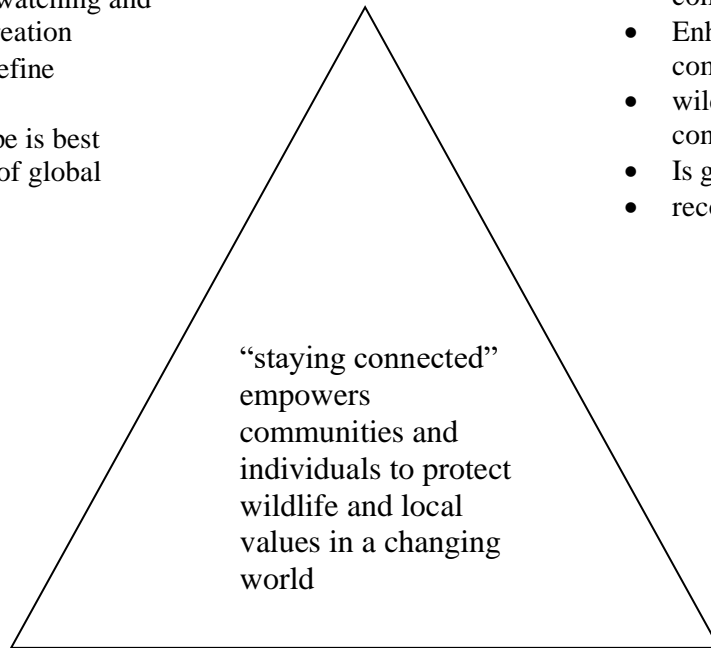 watching and
eation
efine
be is best
of global
“staying connected”
empowers
communities and
individuals to protect
wildlife and local
values in a changing
world
con
• Enh
con
• wil
con
• Is g
• rec